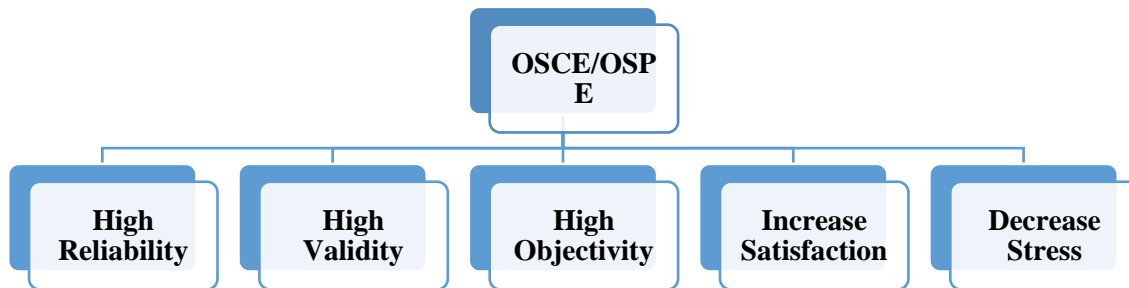 OSCE/OSP
E
High
Reliability
High
Validity
High
Objectivity
Increase
Satisfaction
Decrease
Stress